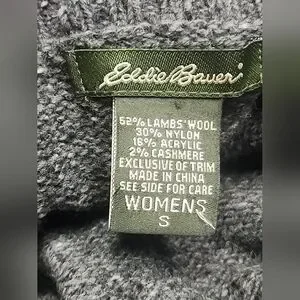 Eddie Bauer
52% LAMBS' WOOL
30% NYLON
16% ACRYLIC
2% CASHMERE
EXCLUSIVE OF TRIM
MADE IN CHINA
SEE SIDE FOR CARE
WOMENS
S